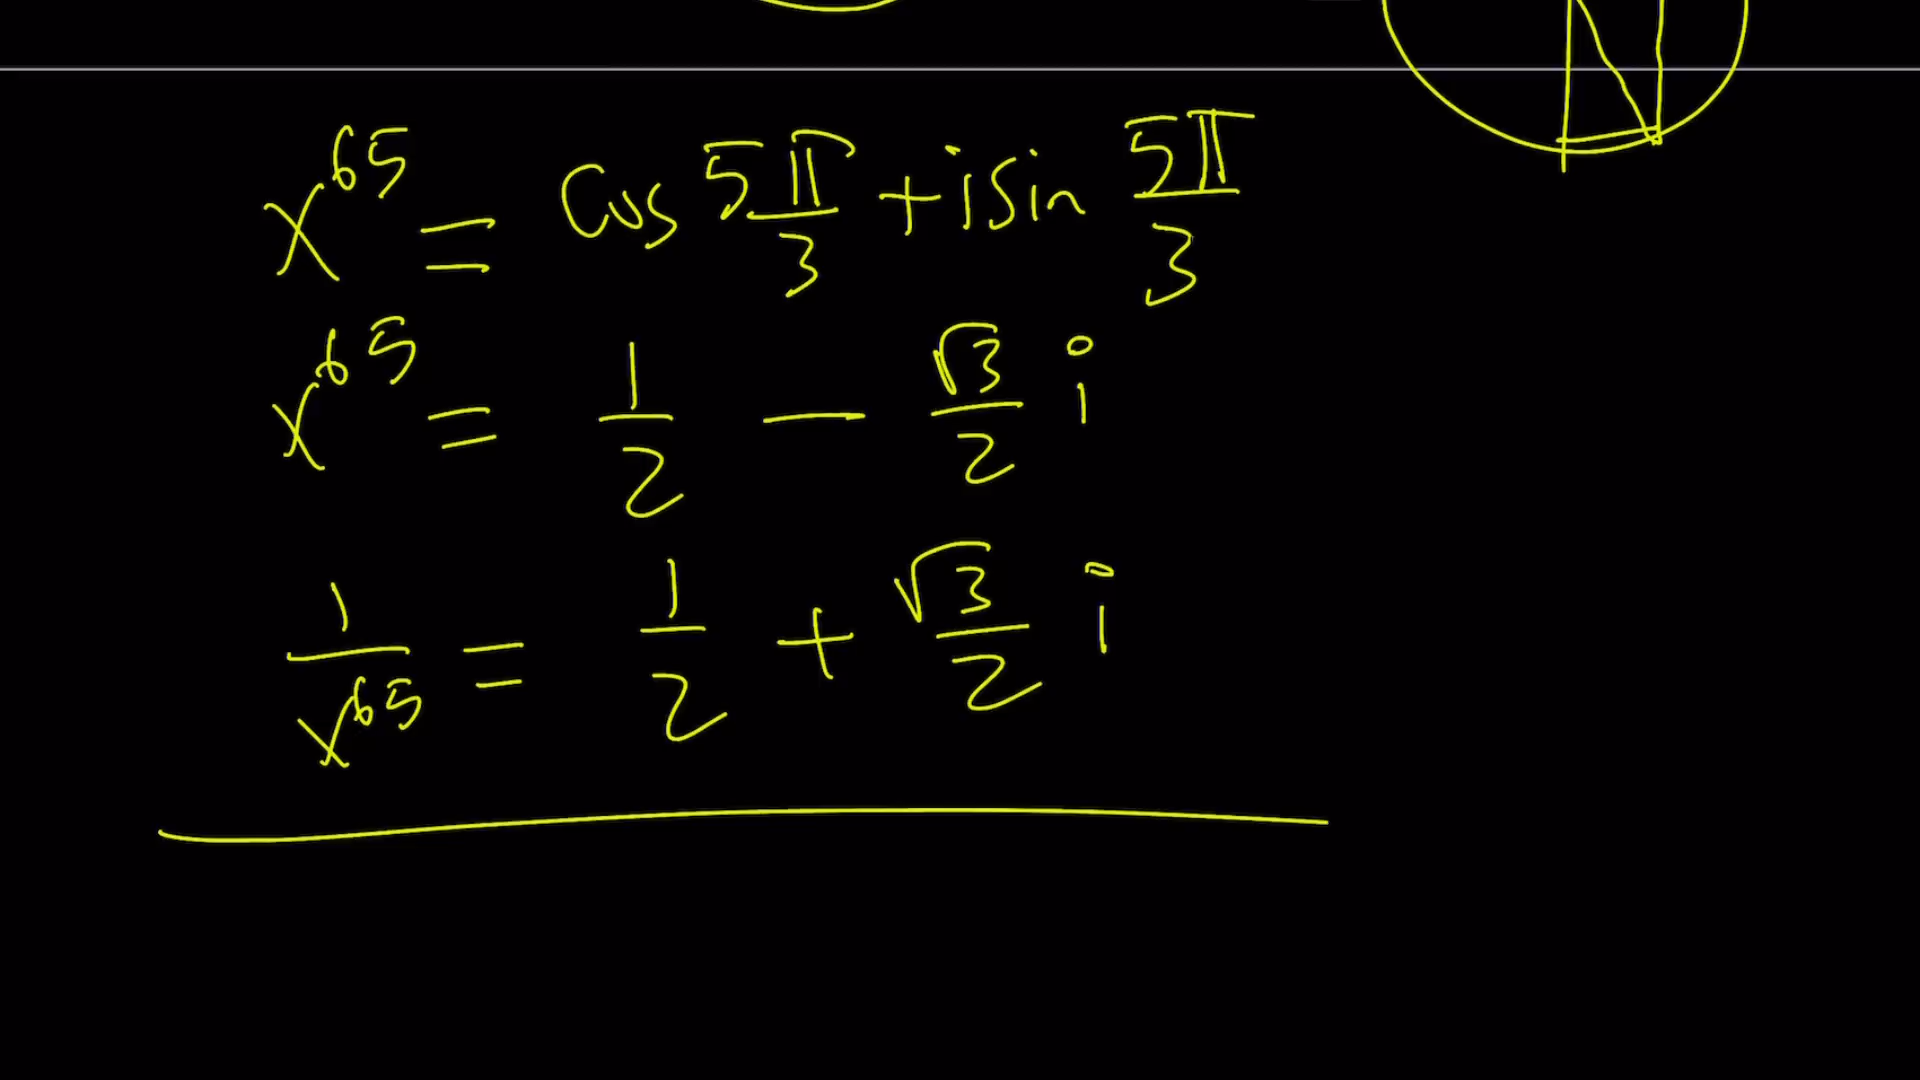 x^65 = Cos 5π/3 + i Sin 5π/3
x^65 = 1/2 — √3/2 i
1/x^65 = 1/2 + √3/2 i